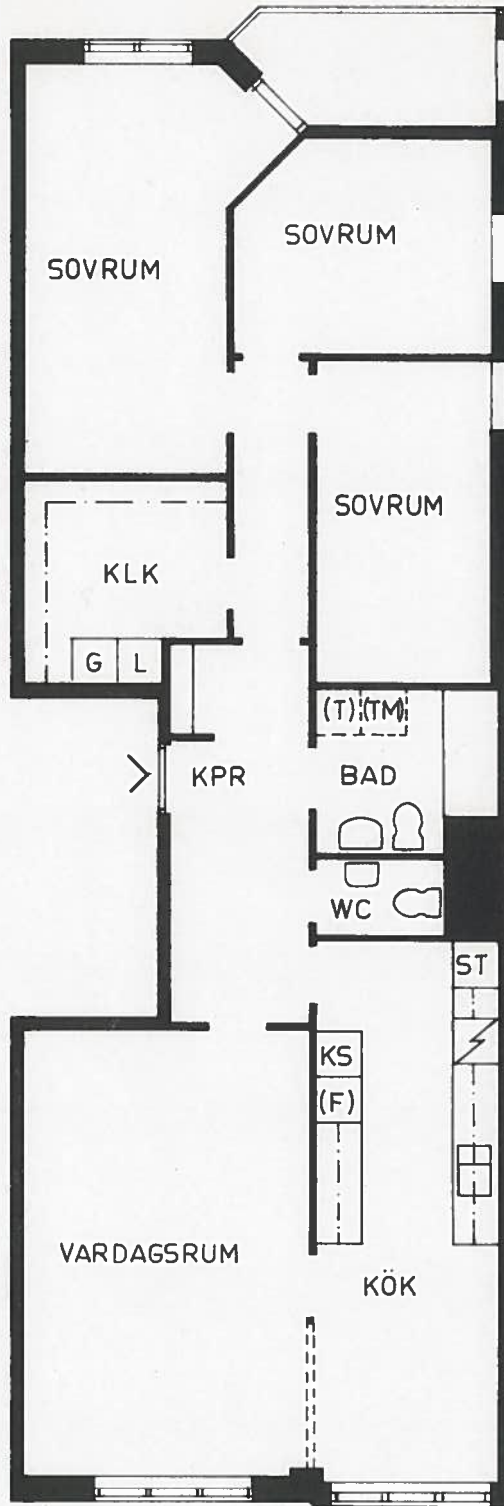 SOVRUM
SOVRUM
SOVRUM
KLK
G L
(T) (TM)
KPR
BAD
WC
ST
KS
(F)
VARDAGSRUM
KÖK